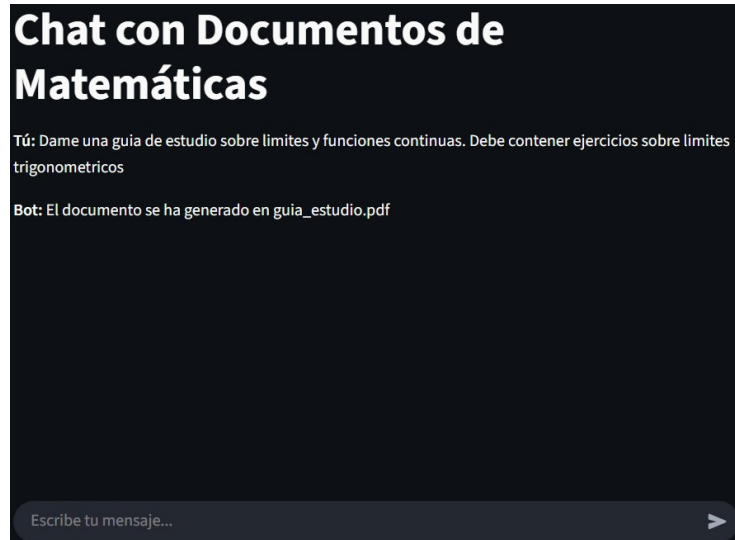 Chat con Documentos de
Matemáticas
Tú: Dame una guia de estudio sobre limites y funciones continuas. Debe contener ejercicios sobre limites
trigonometricos
Bot: El documento se ha generado en guia_estudio.pdf
Escribe tu mensaje...